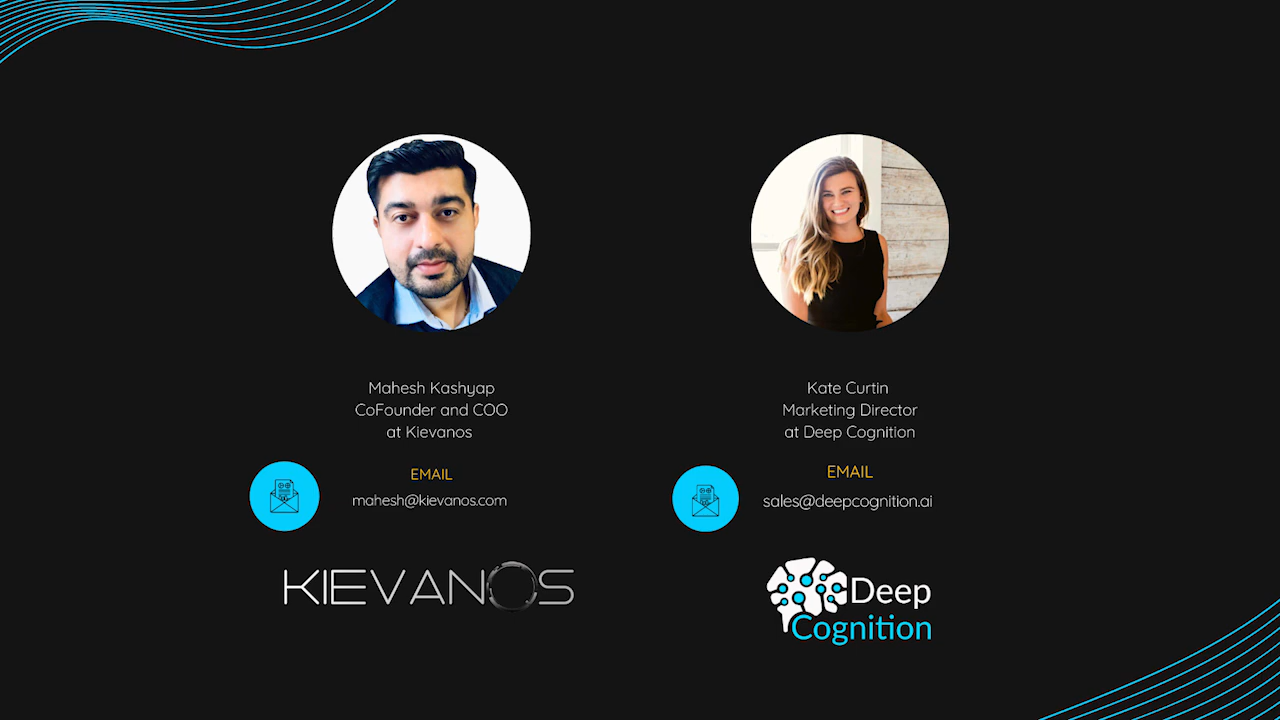 Mahesh Kashyap
CoFounder and COO
at Kievanos
EMAIL
mahesh@kievanos.com
KIEVANOS
Kate Curtin
Marketing Director
at Deep Cognition
EMAIL
sales@deepcognition.ai
Deep
Cognition